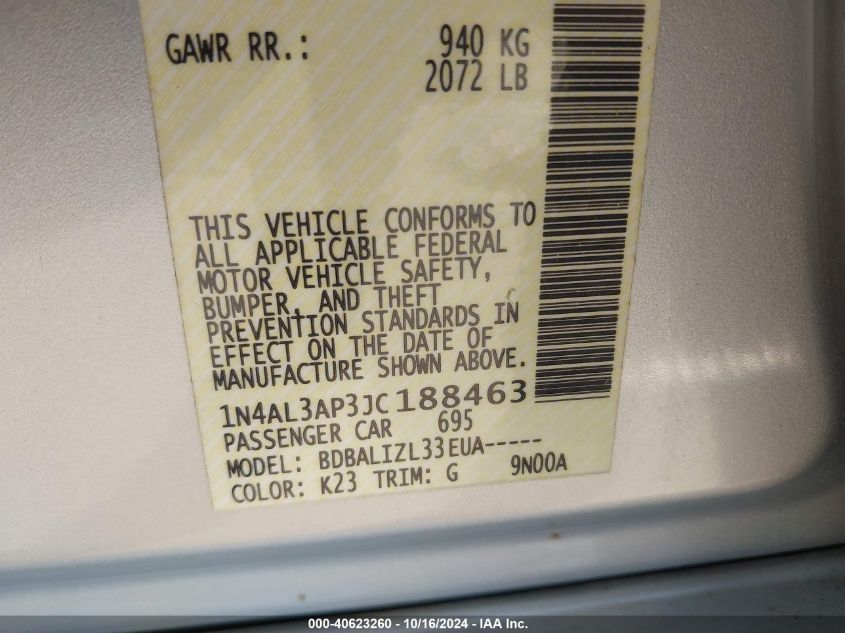 GAWR RR.: 940 KG
2072 LB
THIS VEHICLE CONFORMS TO
ALL APPLICABLE FEDERAL
MOTOR VEHICLE SAFETY,
BUMPER, AND THEFT
PREVENTION STANDARDS IN
EFFECT ON THE DATE OF
MANUFACTURE SHOWN ABOVE.
1N4AL3AP3JC188463
PASSENGER CAR 695
MODEL: BDBALIZL33EUA-----
COLOR: K23 TRIM: G 9N00A
000-40623260 - 10/16/2024 - IAA Inc.